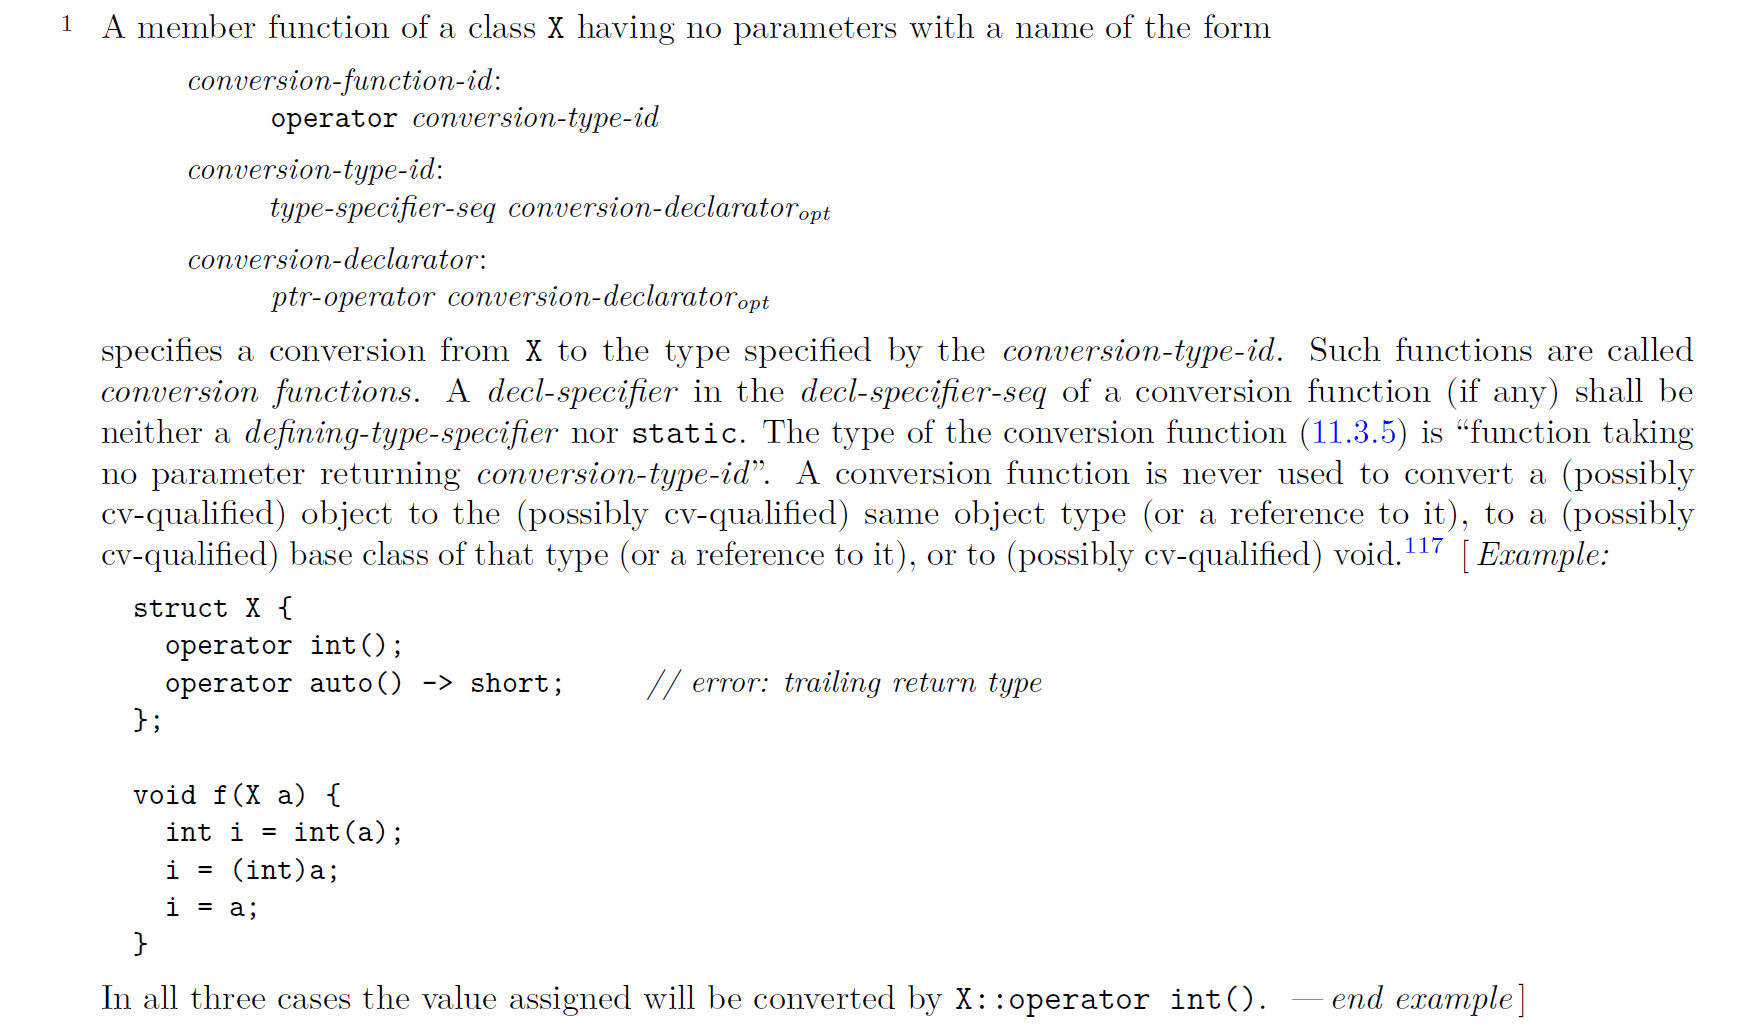 1 A member function of a class X having no parameters with a name of the form
conversion-function-id:
operator conversion-type-id
conversion-type-id:
type-specifier-seq conversion-declarator opt
conversion-declarator:
ptr-operator conversion-declarator opt
specifies a conversion from X to the type specified by the conversion-type-id. Such functions are called
conversion functions. A decl-specifier in the decl-specifier-seq of a conversion function (if any) shall be
neither a defining-type-specifier nor static. The type of the conversion function (11.3.5) is “function taking
no parameter returning conversion-type-id”. A conversion function is never used to convert a (possibly
cv-qualified) object to the (possibly cv-qualified) same object type (or a reference to it), to a (possibly
cv-qualified) base class of that type (or a reference to it), or to (possibly cv-qualified) void.117 [ Example:
struct X {
operator int();
operator auto() -> short; // error: trailing return type
};
void f(X a) {
int i = int(a);
i = (int)a;
i = a;
}
In all three cases the value assigned will be converted by X::operator int(). — end example ]